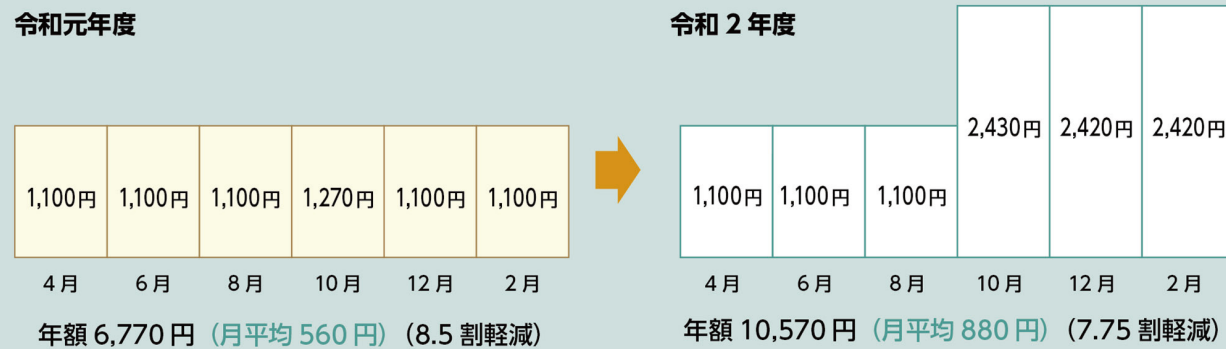 令和元年度
1,100円 1,100円 1,100円 1,270円 1,100円 1,100円
4月 6月 8月 10月 12月 2月
年額 6,770 円 (月平均 560 円) (8.5 割軽減)
令和 2 年度
1,100円 1,100円 1,100円 2,430円 2,420円 2,420円
4月 6月 8月 10月 12月 2月
年額 10,570 円 (月平均 880 円) (7.75 割軽減)